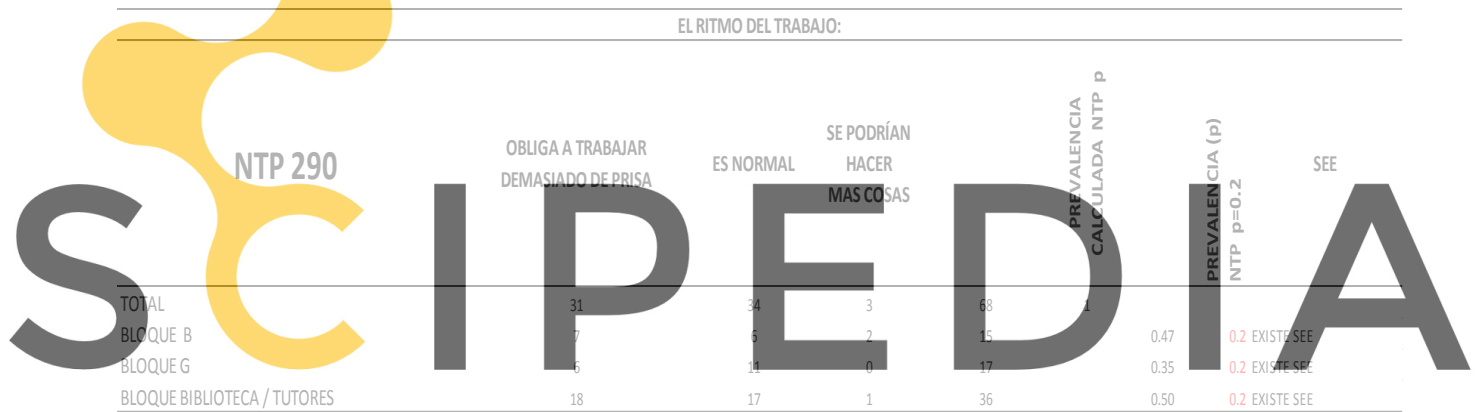 EL RITMO DEL TRABAJO:
NTP 290
OBLIGA A TRABAJAR
DEMASIADO DE PRISA
ES NORMAL
SE PODRÍAN
HACER
MAS COSAS
PREVALENCIA
CALCULADA NTP p
PREVALENCIA (p)
NTP p=0.2
SEE
SCIPEDIA
TOTAL 31 34 3 68 1
BLOQUE B 7 6 2 15 0.47 0.2 EXISTE SEE
BLOQUE G 6 11 0 17 0.35 0.2 EXISTE SEE
BLOQUE BIBLIOTECA / TUTORES 18 17 1 36 0.50 0.2 EXISTE SEE